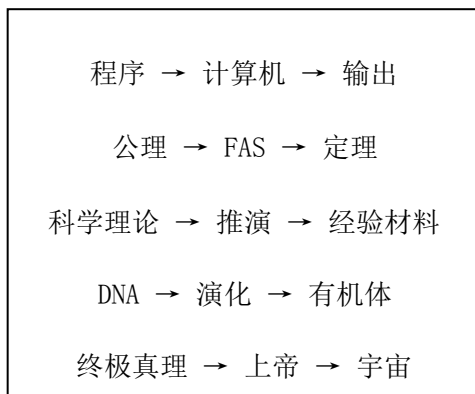 程序 → 计算机 → 输出
公理 → FAS → 定理
科学理论 → 推演 → 经验材料
DNA → 演化 → 有机体
终极真理 → 上帝 → 宇宙